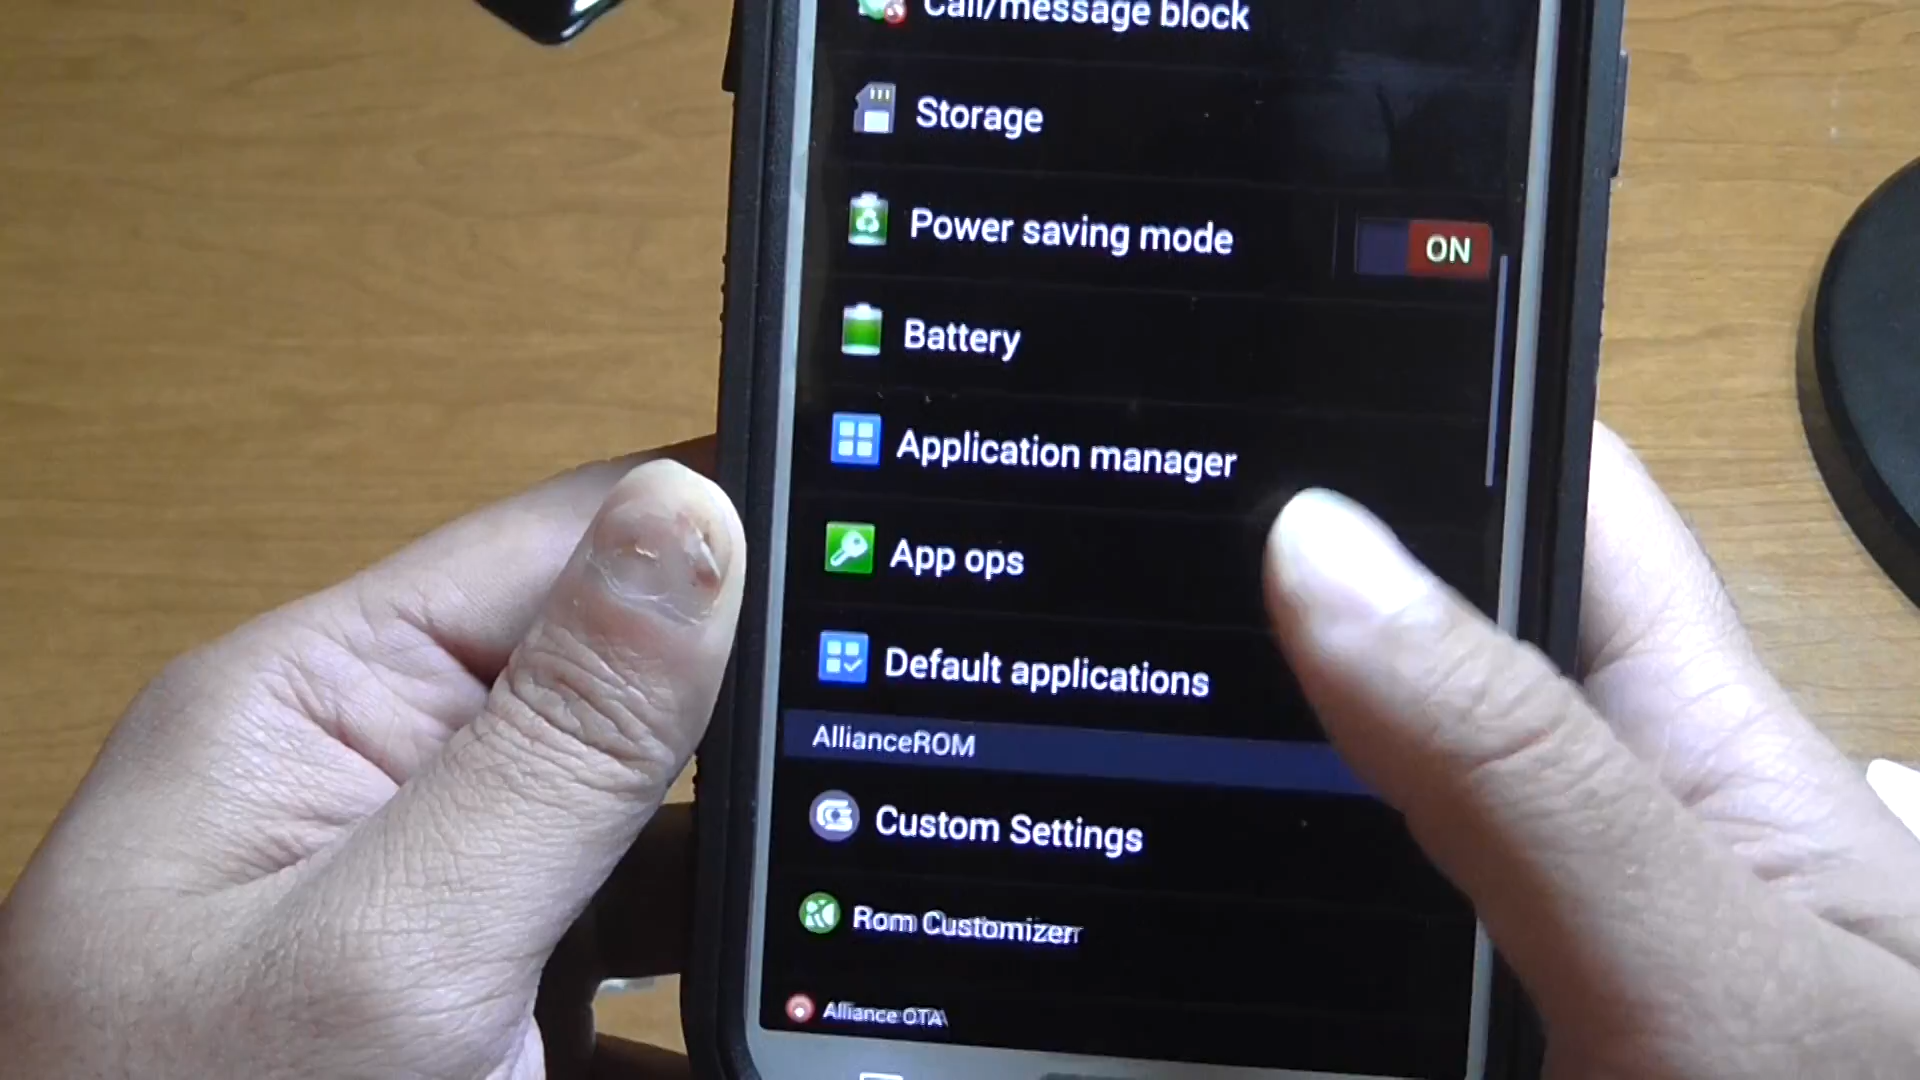 Call/message block
Storage
Power saving mode
ON
Battery
Application manager
App ops
Default applications
AllianceROM
Custom Settings
Rom Customizer
Alliance OTA